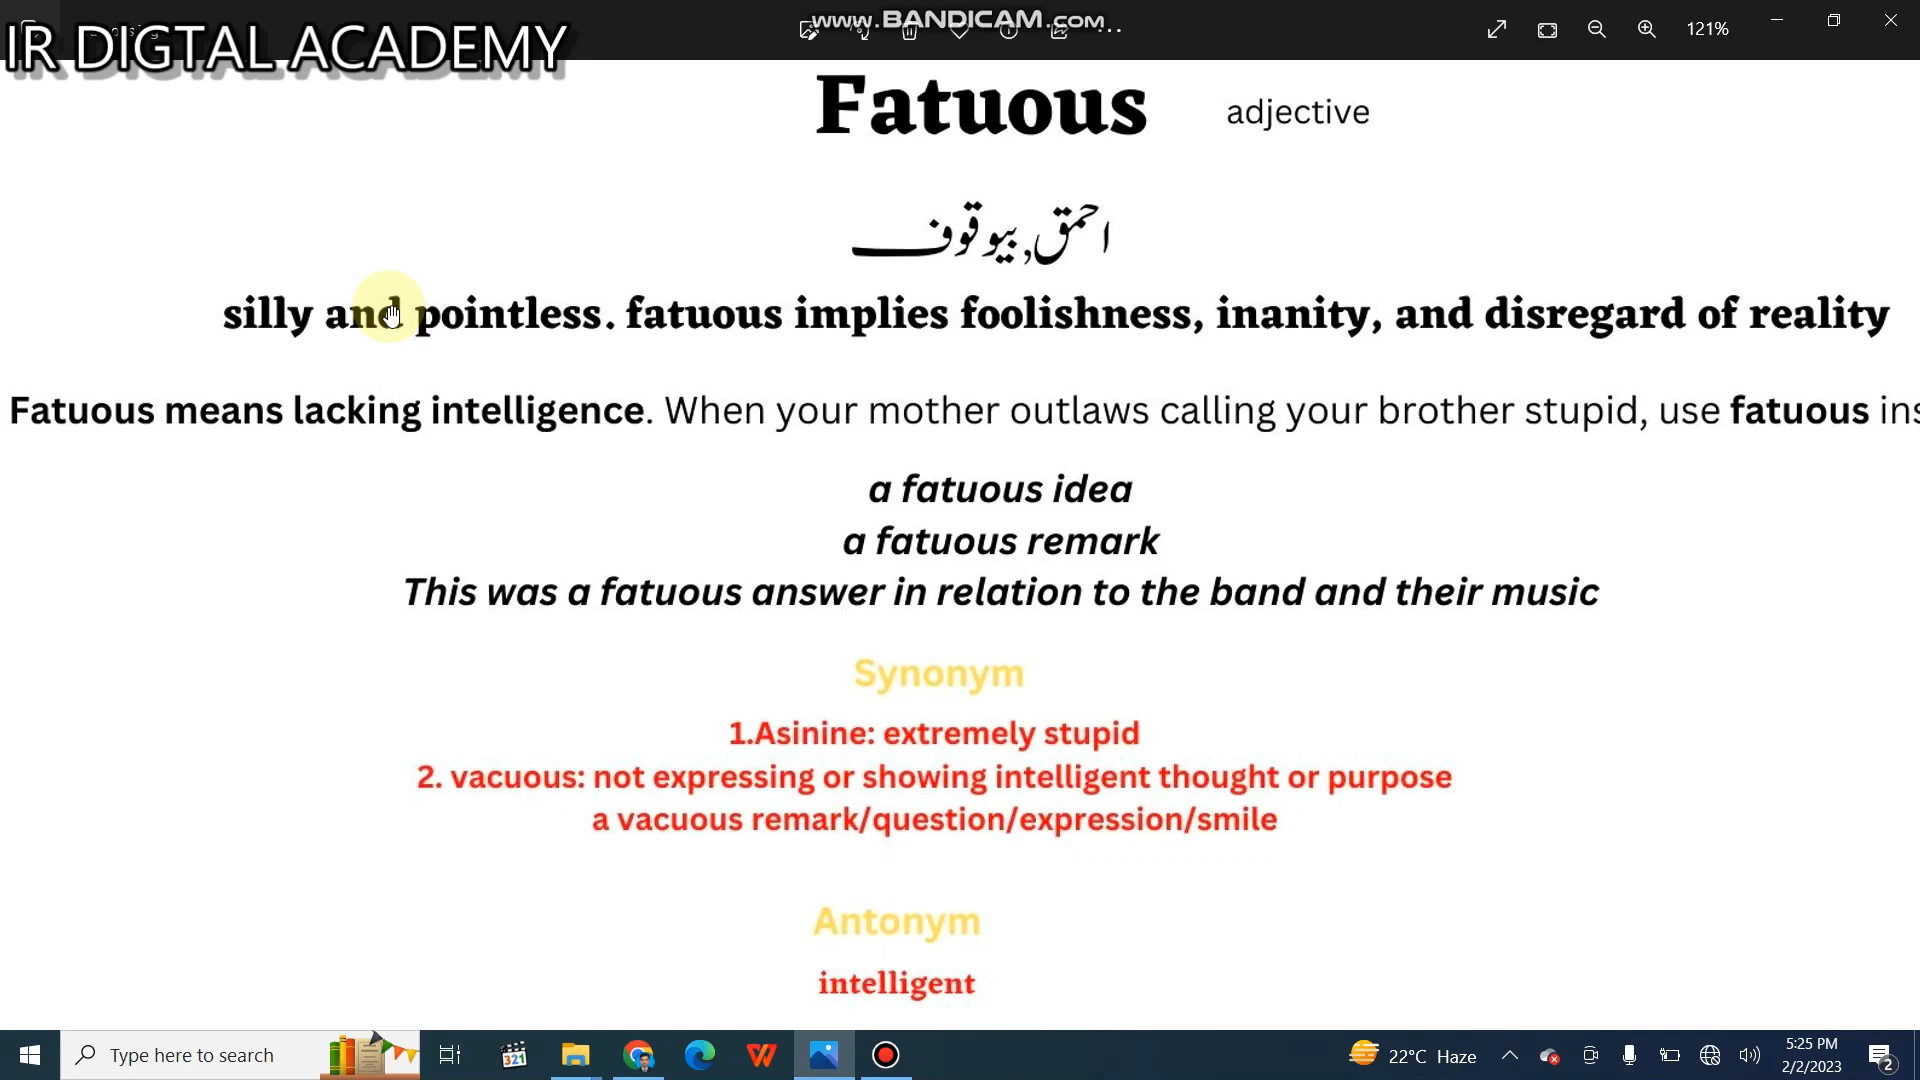 www.BANDICAM.com
IR DIGTAL ACADEMY
121%
Fatuous adjective
احمق, بیوقوف
silly and pointless. fatuous implies foolishness, inanity, and disregard of reality
Fatuous means lacking intelligence. When your mother outlaws calling your brother stupid, use fatuous ins
a fatuous idea
a fatuous remark
This was a fatuous answer in relation to the band and their music
Synonym
1.Asinine: extremely stupid
2. vacuous: not expressing or showing intelligent thought or purpose
a vacuous remark/question/expression/smile
Antonym
intelligent
Type here to search
321
22°C Haze
5:25 PM
2/2/2023
2